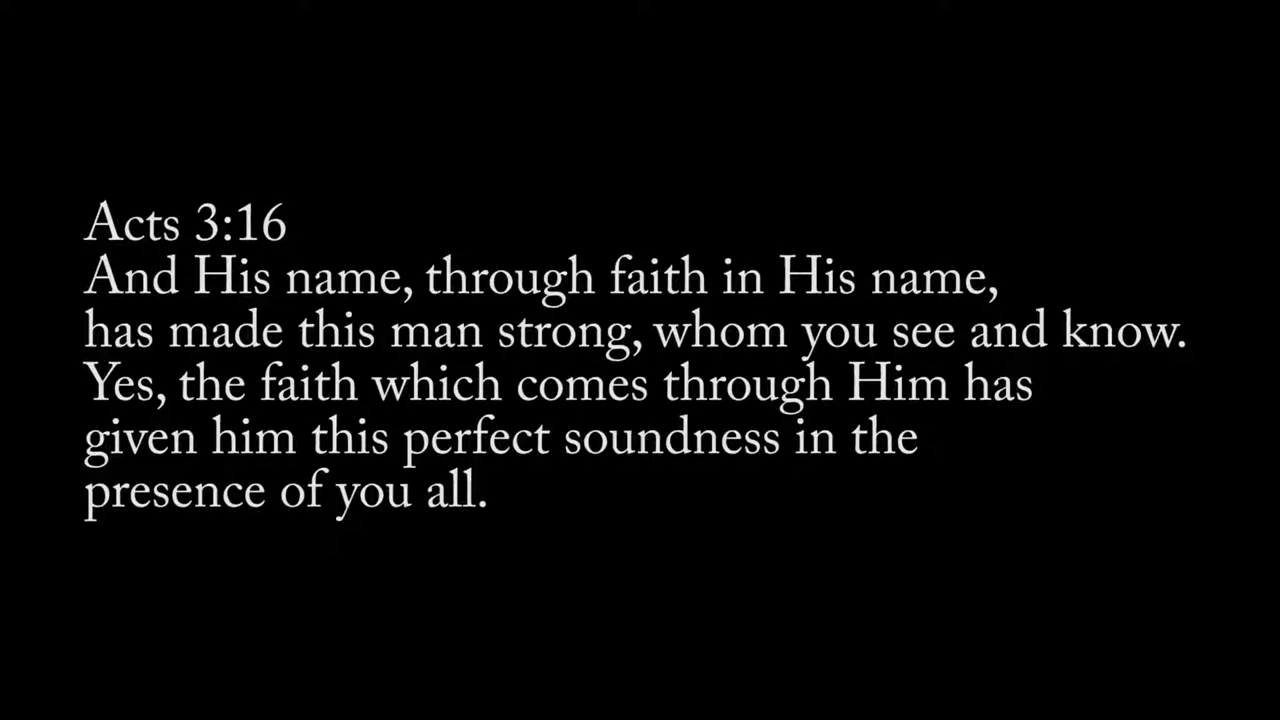 Acts 3:16
And His name, through faith in His name,
has made this man strong, whom you see and know.
Yes, the faith which comes through Him has
given him this perfect soundness in the
presence of you all.